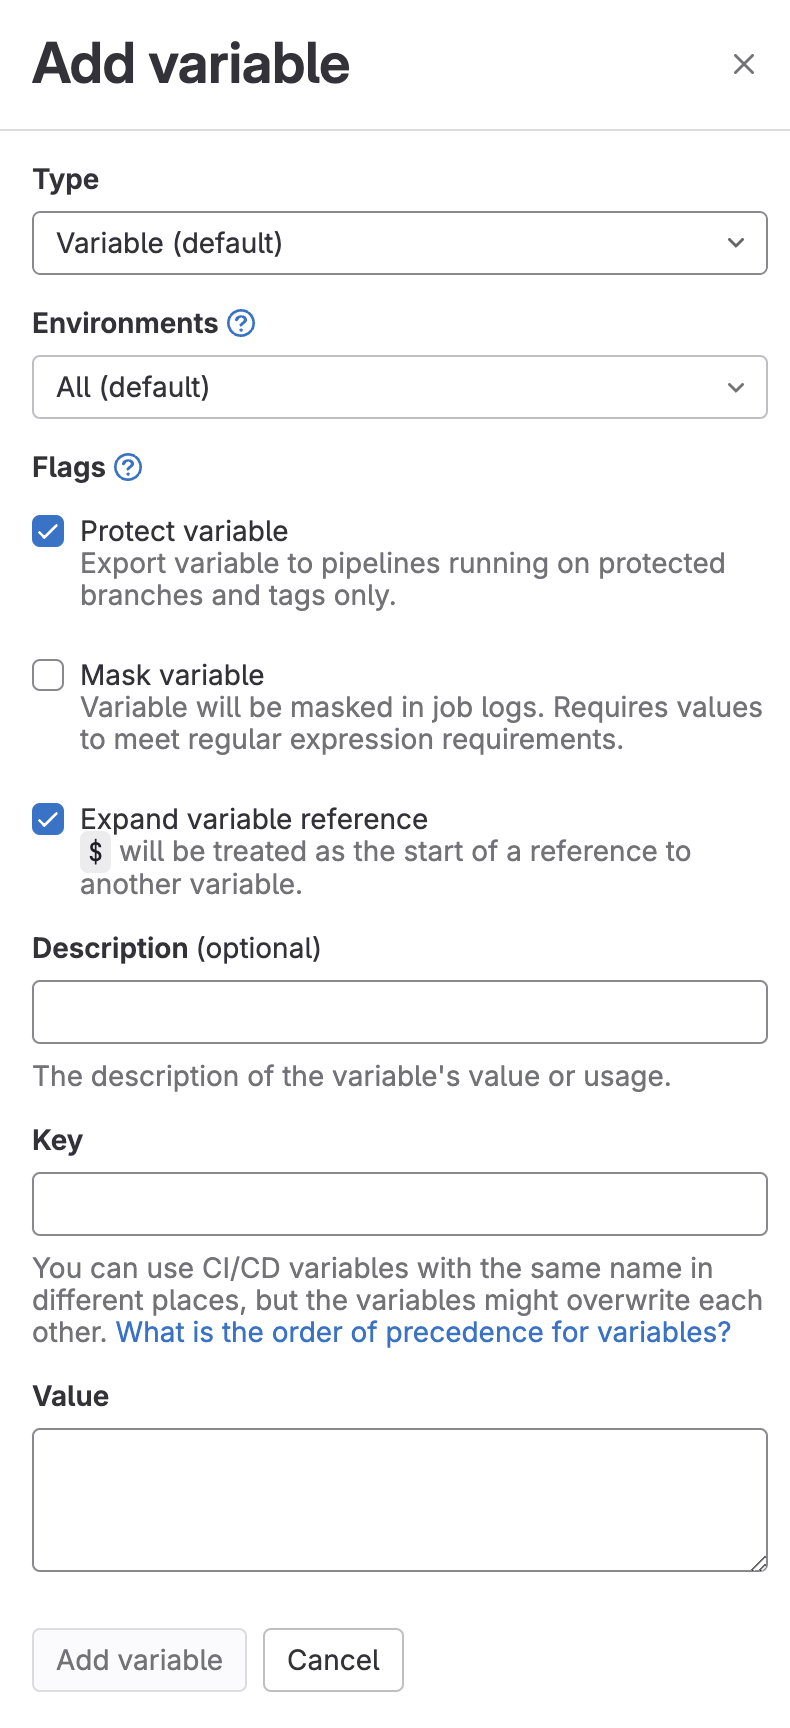 Add variable
Type
Variable (default)
Environments
All (default)
Flags
Protect variable
Export variable to pipelines running on protected
branches and tags only.
Mask variable
Variable will be masked in job logs. Requires values
to meet regular expression requirements.
Expand variable reference
$ will be treated as the start of a reference to
another variable.
Description (optional)
The description of the variable's value or usage.
Key
You can use CI/CD variables with the same name in
different places, but the variables might overwrite each
other. What is the order of precedence for variables?
Value
Add variable Cancel